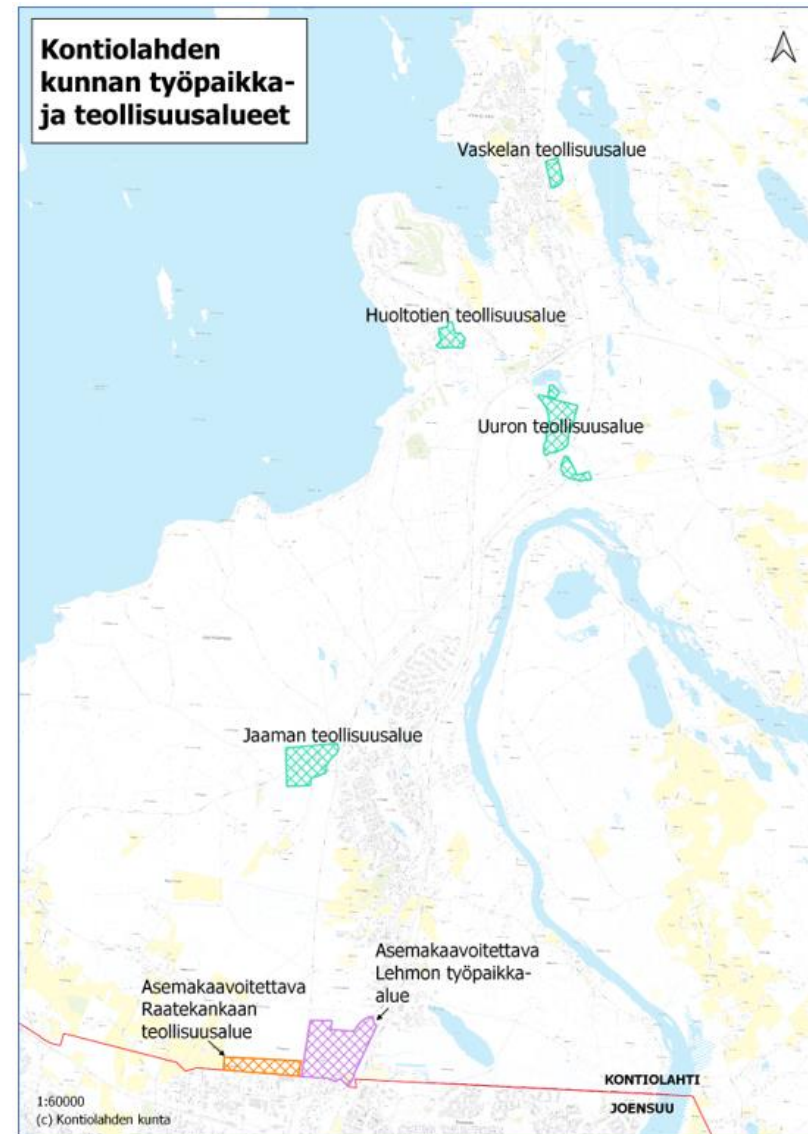 Kontiolahden
kunnan työpaikka-
ja teollisuusalueet
Vaskelan teollisuusalue
Huoltotien teollisuusalue
Uuron teollisuusalue
Jaaman teollisuusalue
Asemakaavoitettava
Lehmon työpaikka-
alue
Asemakaavoitettava
Raatekankaan
teollisuusalue
KONTIOLAHTI
JOENSUU
1:60000
(c) Kontiolahden kunta